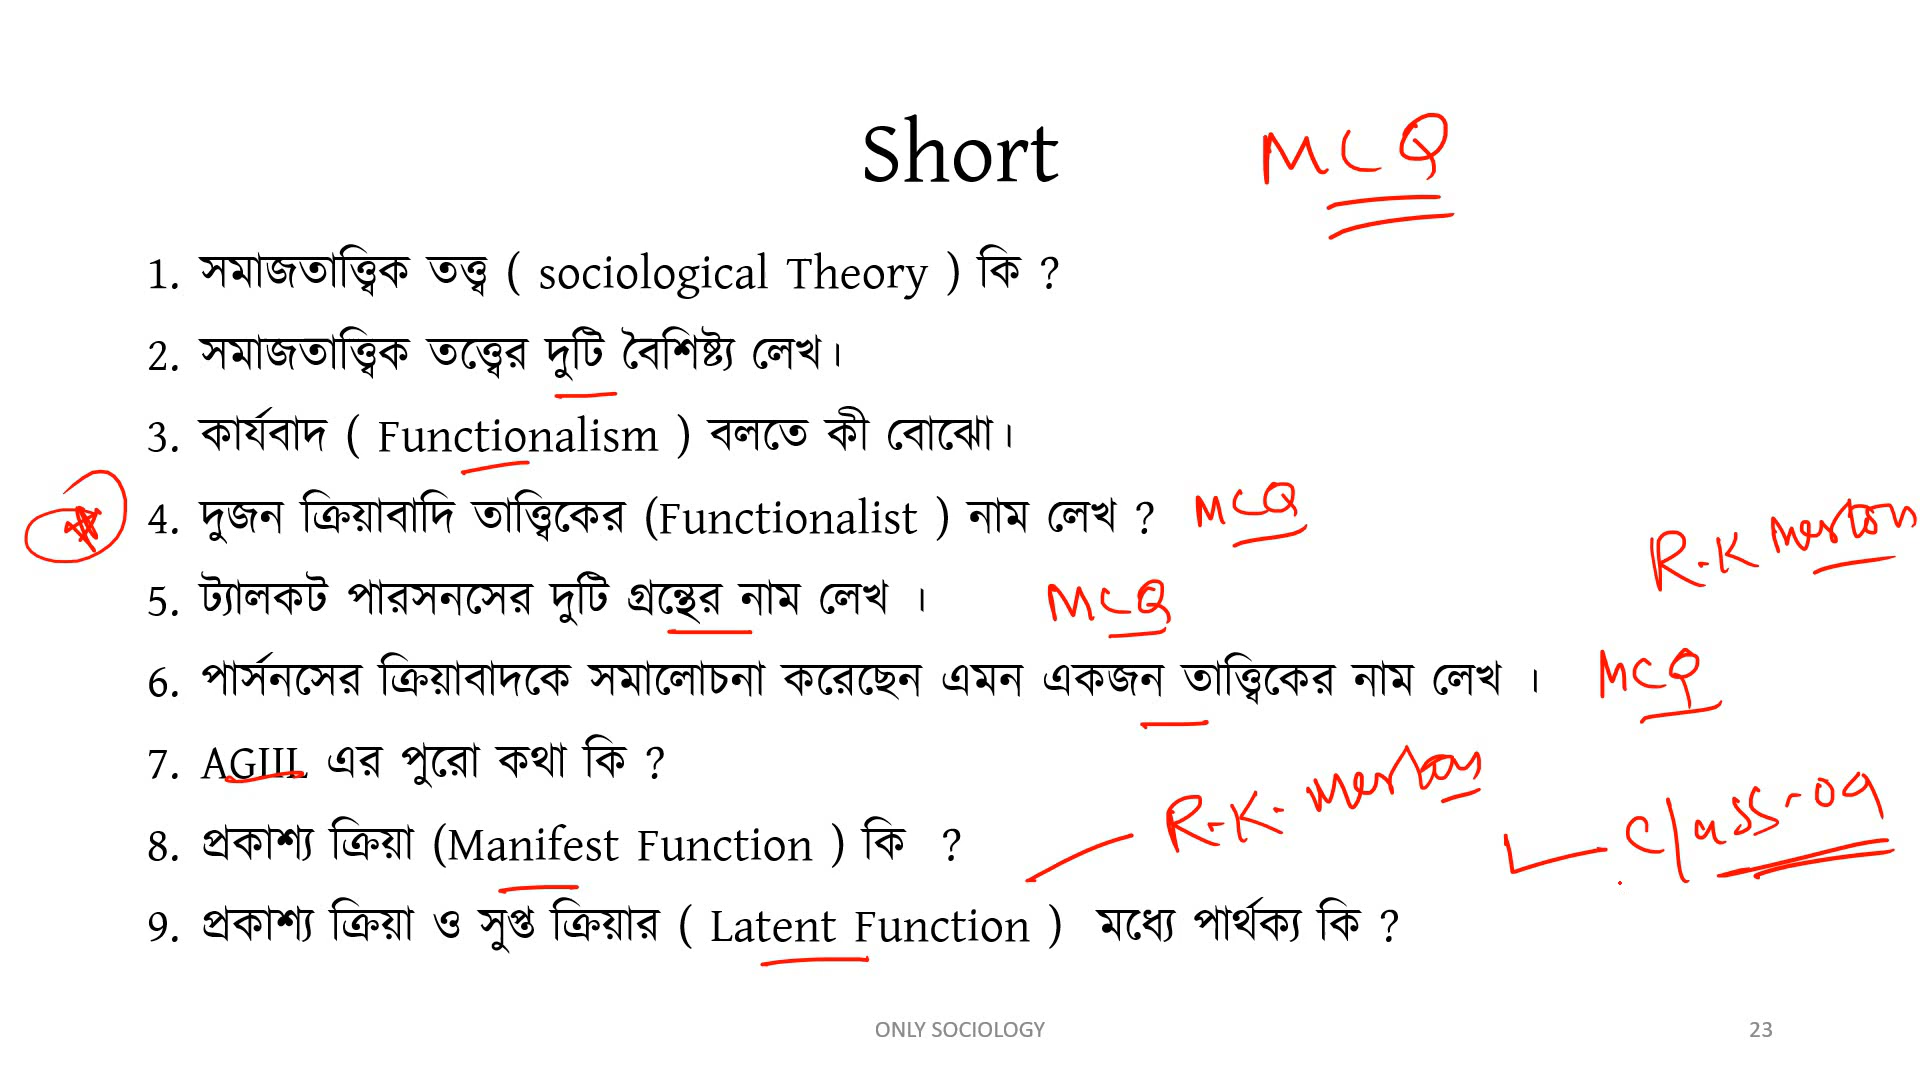 Short
MCQ
1. সমাজতাত্ত্বিক তত্ত্ব ( sociological Theory ) কি ?
2. সমাজতাত্ত্বিক তত্ত্বের দুটি বৈশিষ্ট্য লেখ।
3. কার্যবাদ ( Functionalism ) বলতে কী বোঝো।
4. দুজন ক্রিয়াবাদি তাত্ত্বিকের (Functionalist ) নাম লেখ ? MCQ
R.K Merton
5. ট্যালকট পারসনসের দুটি গ্রন্থের নাম লেখ । MCQ
6. পার্সনসের ক্রিয়াবাদকে সমালোচনা করেছেন এমন একজন তাত্ত্বিকের নাম লেখ । MCQ
7. AGIIL এর পুরো কথা কি ?
8. প্রকাশ্য ক্রিয়া (Manifest Function ) কি ? R.K. Merton
Class-09
9. প্রকাশ্য ক্রিয়া ও সুপ্ত ক্রিয়ার ( Latent Function ) মধ্যে পার্থক্য কি ?
ONLY SOCIOLOGY
23